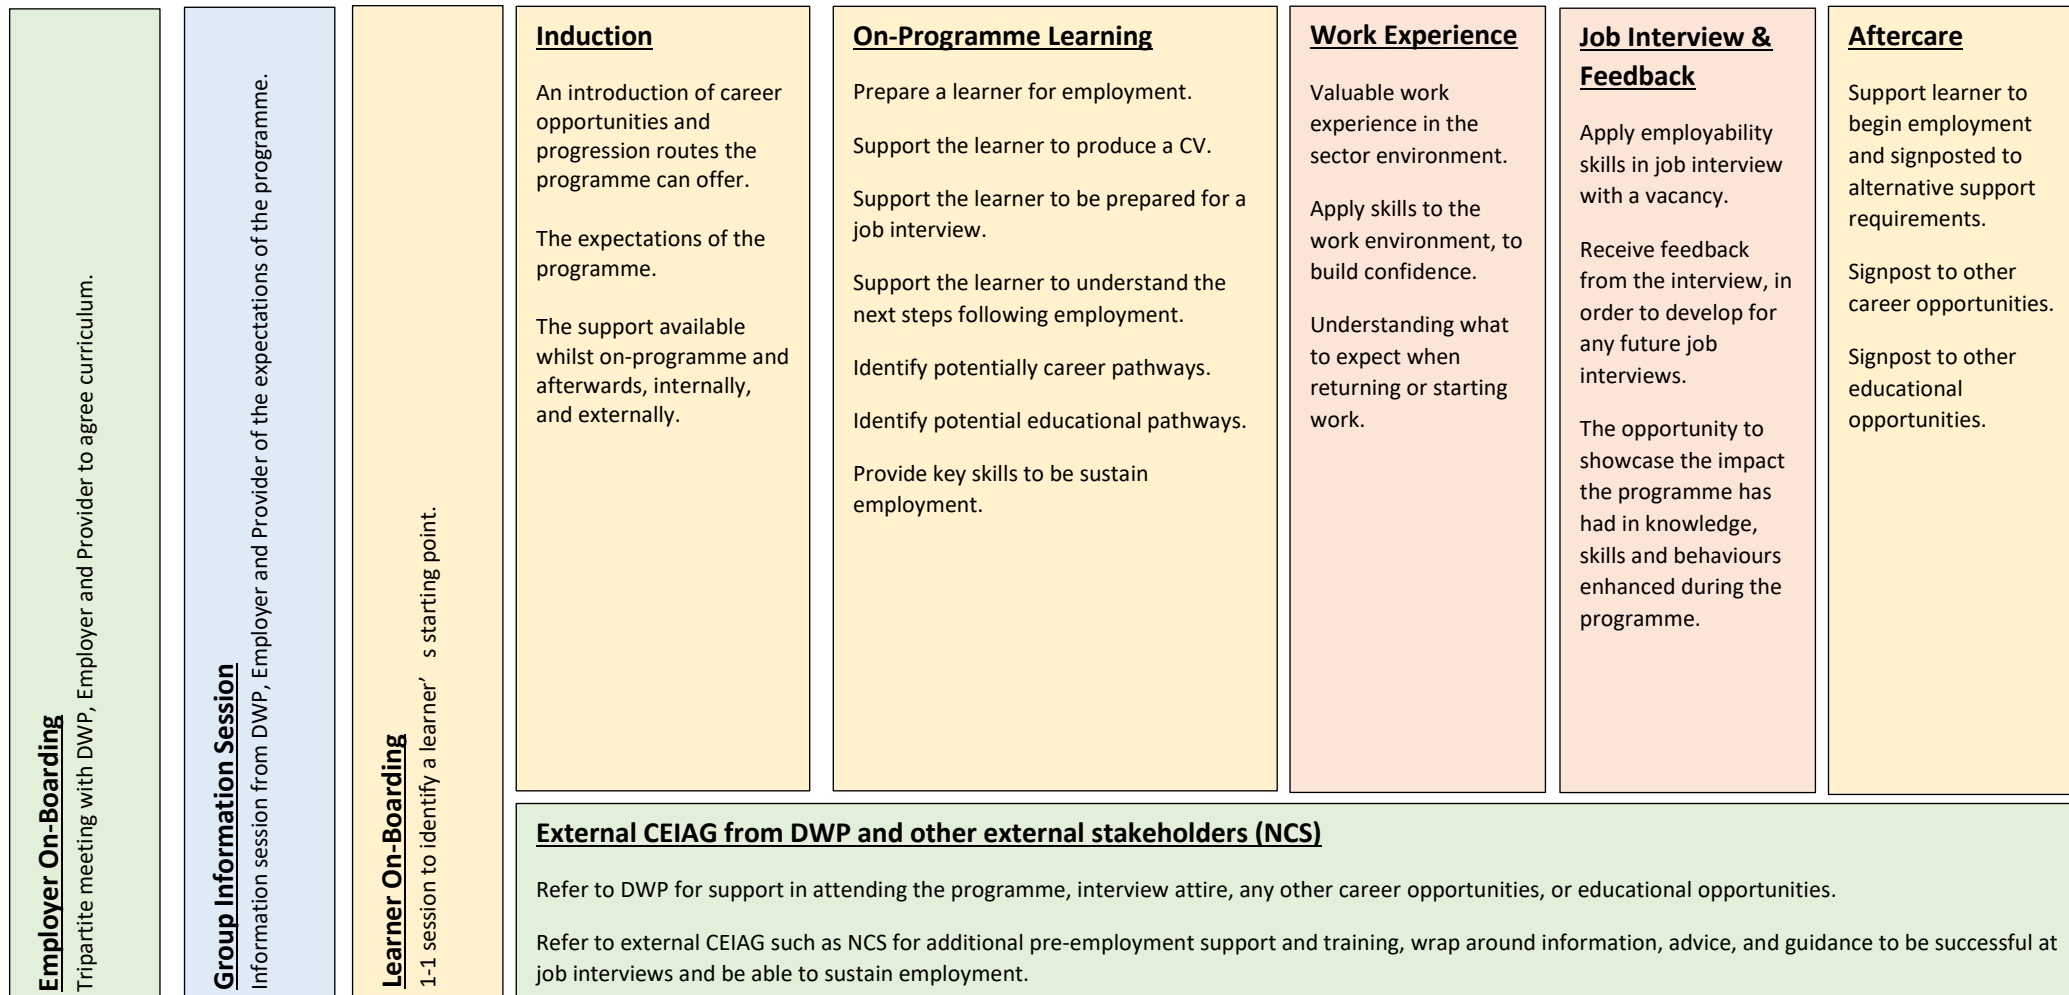 Employer On-Boarding
Tripartite meeting with DWP, Employer and Provider to agree curriculum.
Group Information Session
Information session from DWP, Employer and Provider of the expectations of the programme.
Learner On-Boarding
1-1 session to identify a learner’ s starting point.
Induction
An introduction of career
opportunities and
progression routes the
programme can offer.
The expectations of the
programme.
The support available
whilst on-programme and
afterwards, internally,
and externally.
On-Programme Learning
Prepare a learner for employment.
Support the learner to produce a CV.
Support the learner to be prepared for a
job interview.
Support the learner to understand the
next steps following employment.
Identify potentially career pathways.
Identify potential educational pathways.
Provide key skills to be sustain
employment.
Work Experience
Valuable work
experience in the
sector environment.
Apply skills to the
work environment, to
build confidence.
Understanding what
to expect when
returning or starting
work.
Job Interview &
Feedback
Apply employability
skills in job interview
with a vacancy.
Receive feedback
from the interview, in
order to develop for
any future job
interviews.
The opportunity to
showcase the impact
the programme has
had in knowledge,
skills and behaviours
enhanced during the
programme.
Aftercare
Support learner to
begin employment
and signposted to
alternative support
requirements.
Signpost to other
career opportunities.
Signpost to other
educational
opportunities.
External CEIAG from DWP and other external stakeholders (NCS)
Refer to DWP for support in attending the programme, interview attire, any other career opportunities, or educational opportunities.
Refer to external CEIAG such as NCS for additional pre-employment support and training, wrap around information, advice, and guidance to be successful at
job interviews and be able to sustain employment.